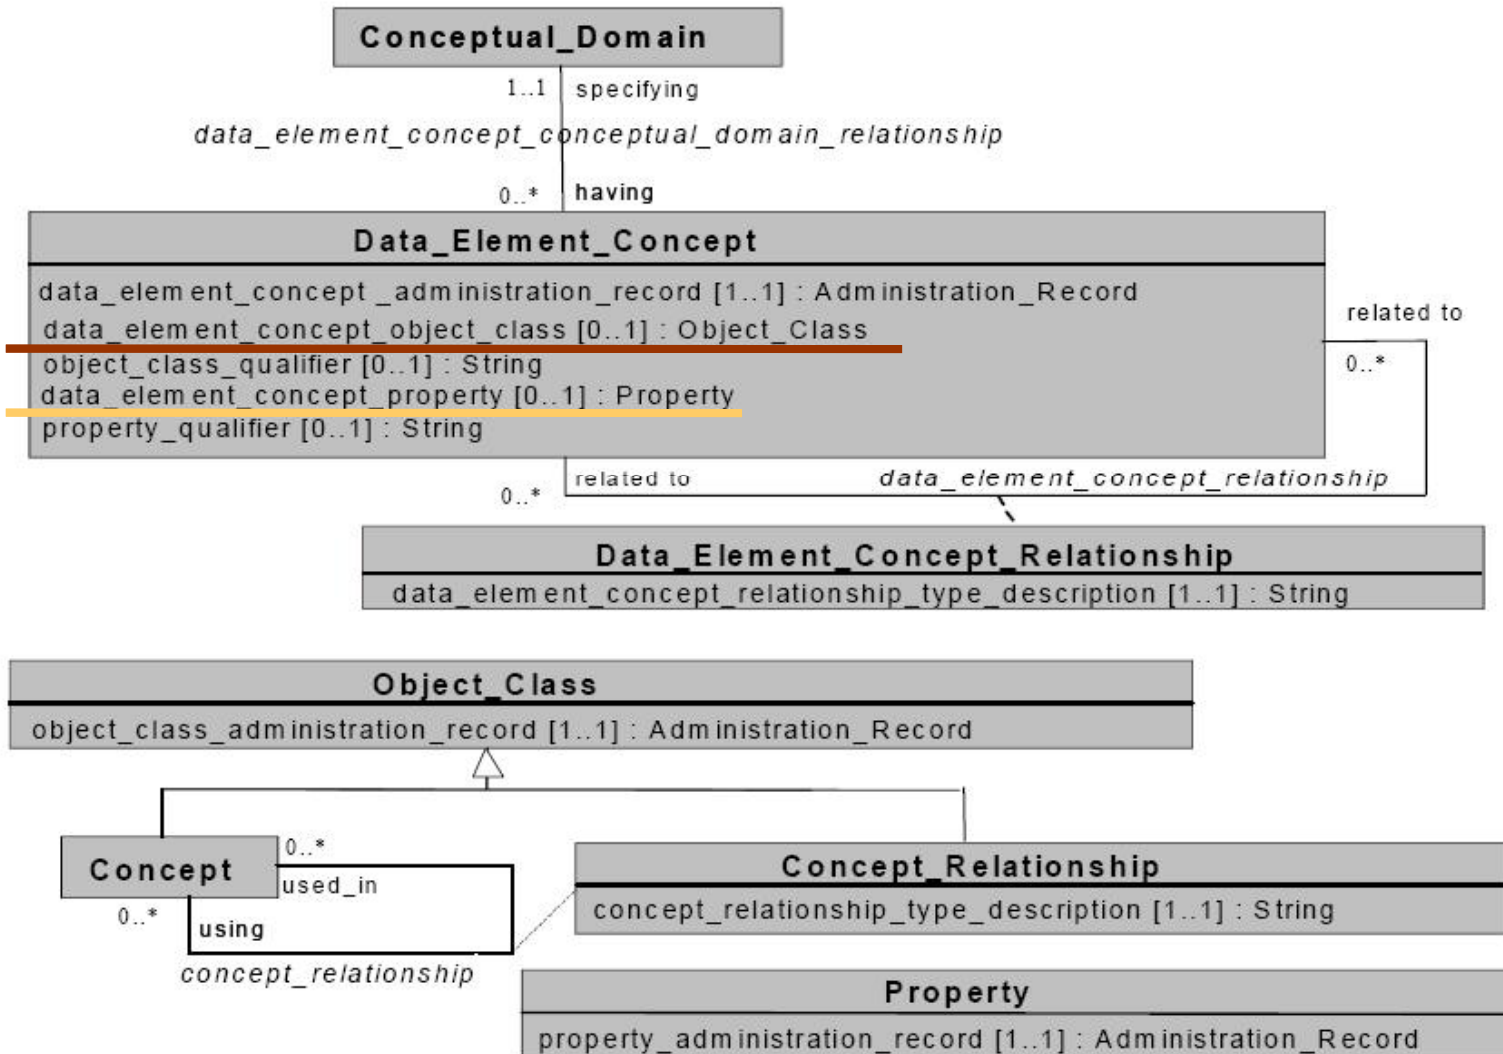 Conceptual_Domain
1..1 specifying
data_element_concept_conceptual_domain_relationship
0..* having
Data_Element_Concept
data_element_concept _administration_record [1..1] : Administration_Record
data_element_concept_object_class [0..1] : Object_Class
object_class_qualifier [0..1] : String
data_element_concept_property [0..1] : Property
property_qualifier [0..1] : String
related to
0..*
related to
0..*
data_element_concept_relationship
Data_Element_Concept_Relationship
data_element_concept_relationship_type_description [1..1] : String
Object_Class
object_class_administration_record [1..1] : Administration_Record
Concept
0..*
used_in
0..*
using
concept_relationship
Concept_Relationship
concept_relationship_type_description [1..1] : String
Property
property_administration_record [1..1] : Administration_Record